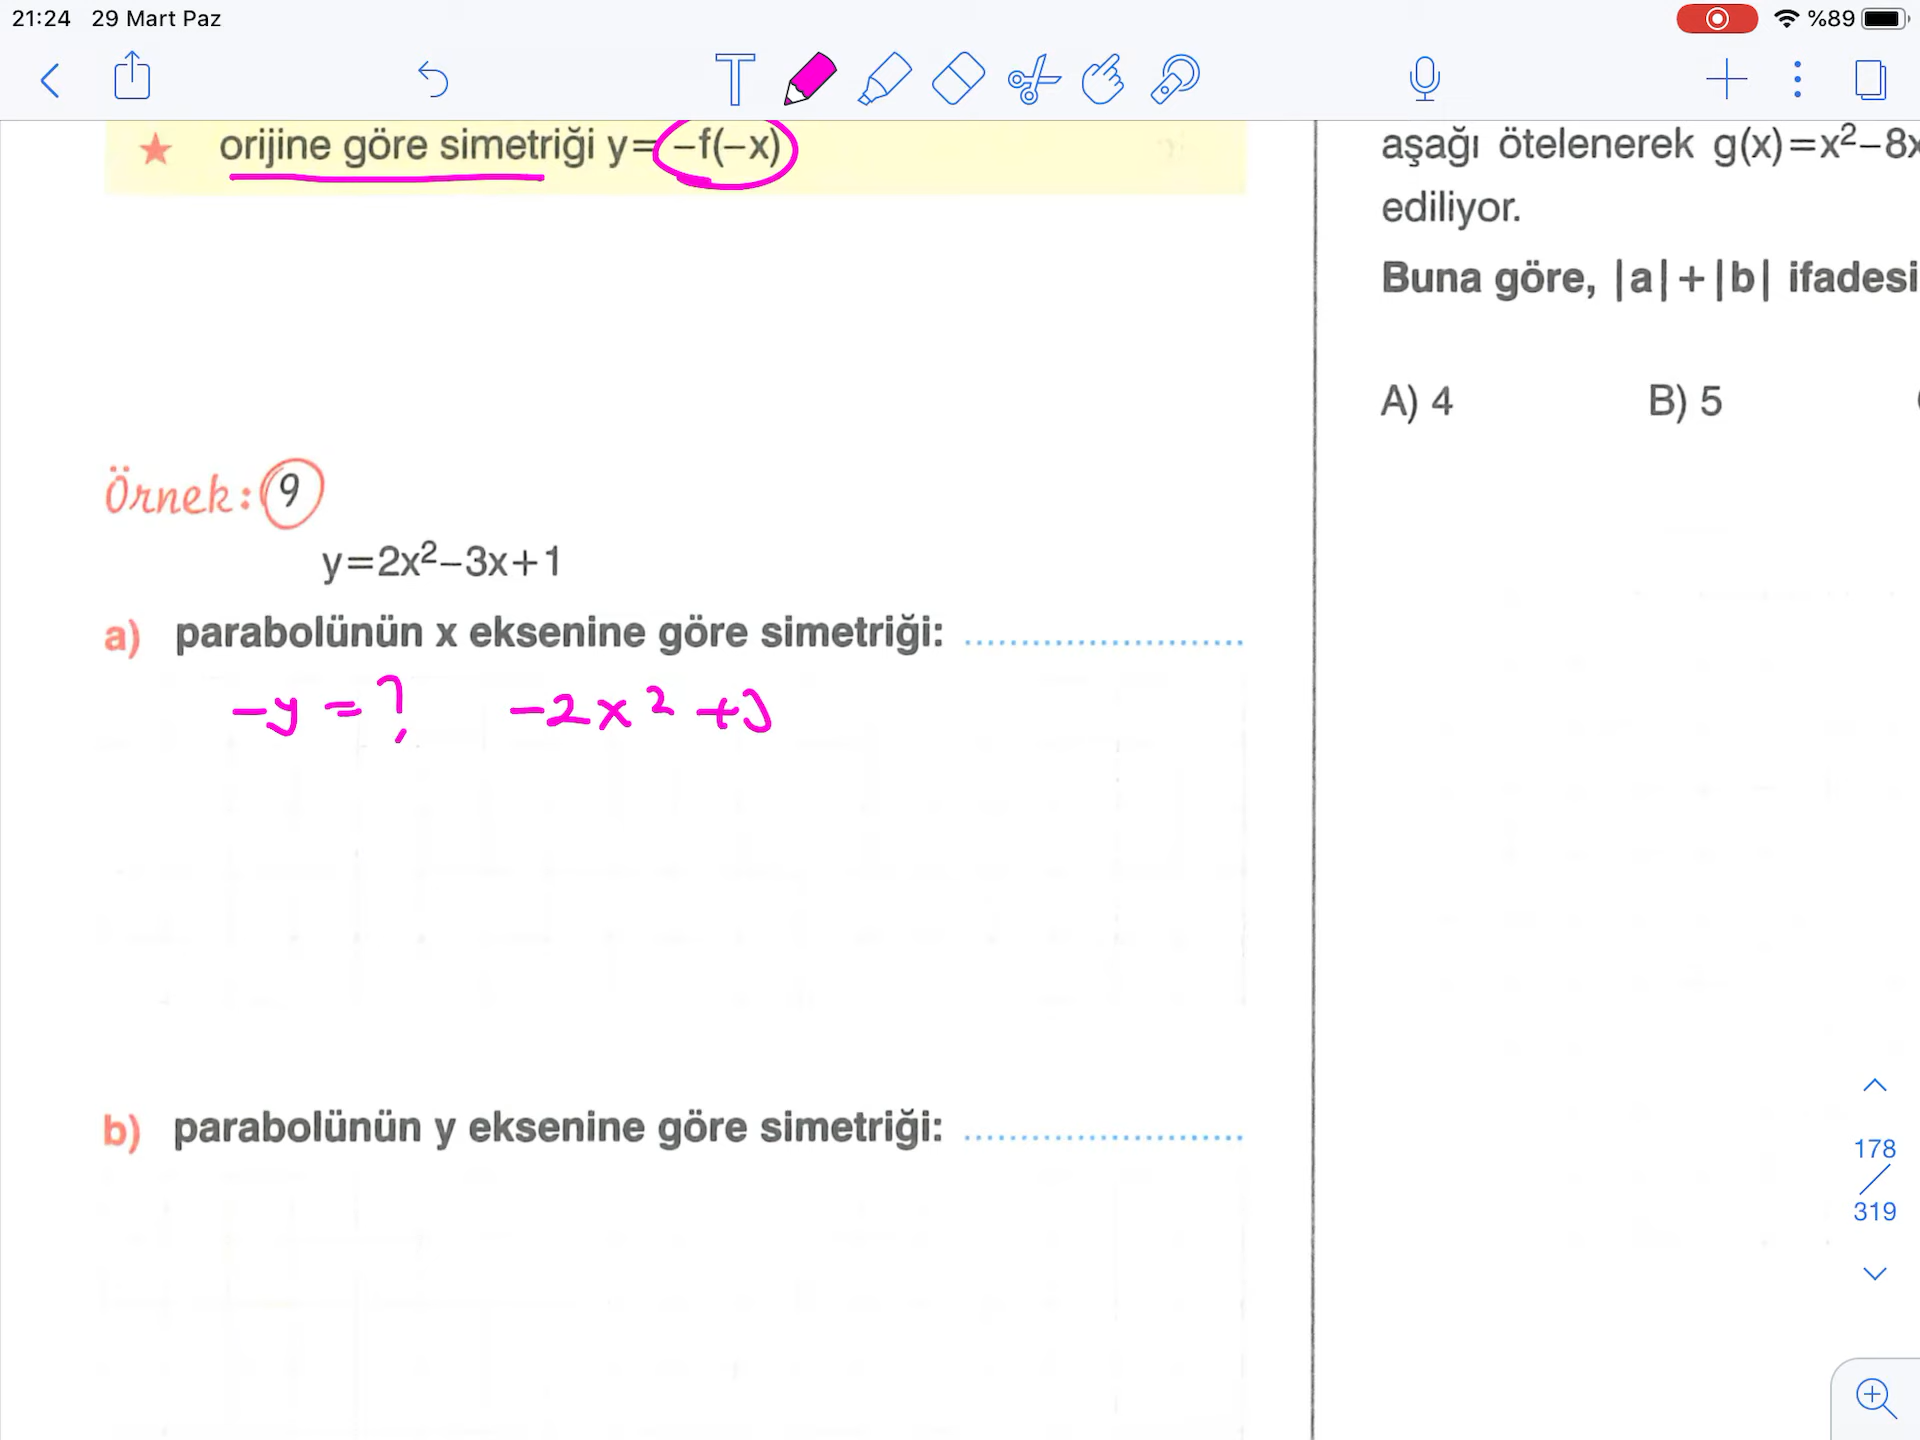 21:24 29 Mart Paz %89
orijine göre simetriği y=-f(-x)
Örnek: 9
y=2x²-3x+1
a) parabolünün x eksenine göre simetriği: ........................
-y = ? -2x² +
b) parabolünün y eksenine göre simetriği: ........................
aşağı ötelenerek g(x)=x²-8x
ediliyor.
Buna göre, |a|+|b| ifadesi
A) 4 B) 5
178
319